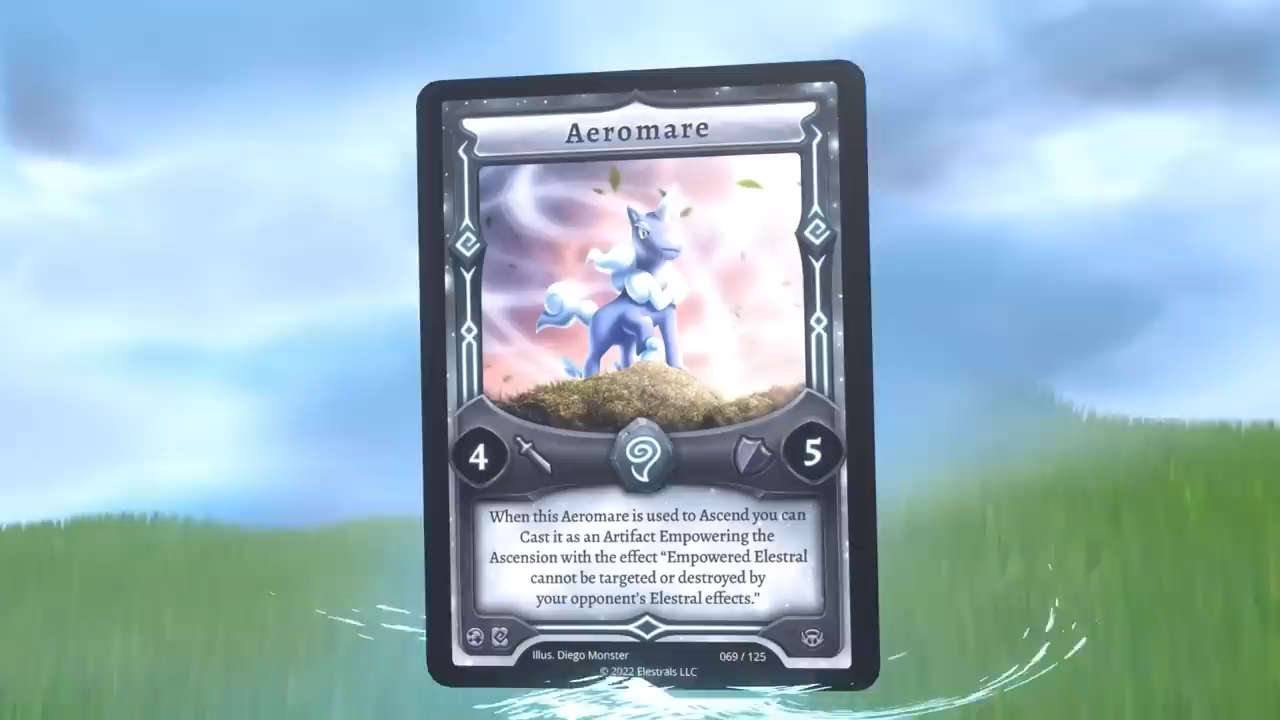 Aeromare
4
5
When this Aeromare is used to Ascend you can
Cast it as an Artifact Empowering the
Ascension with the effect “Empowered Elestral
cannot be targeted or destroyed by
your opponent’s Elestral effects.”
Illus. Diego Monster
069 / 125
© 2022 Elestrals LLC